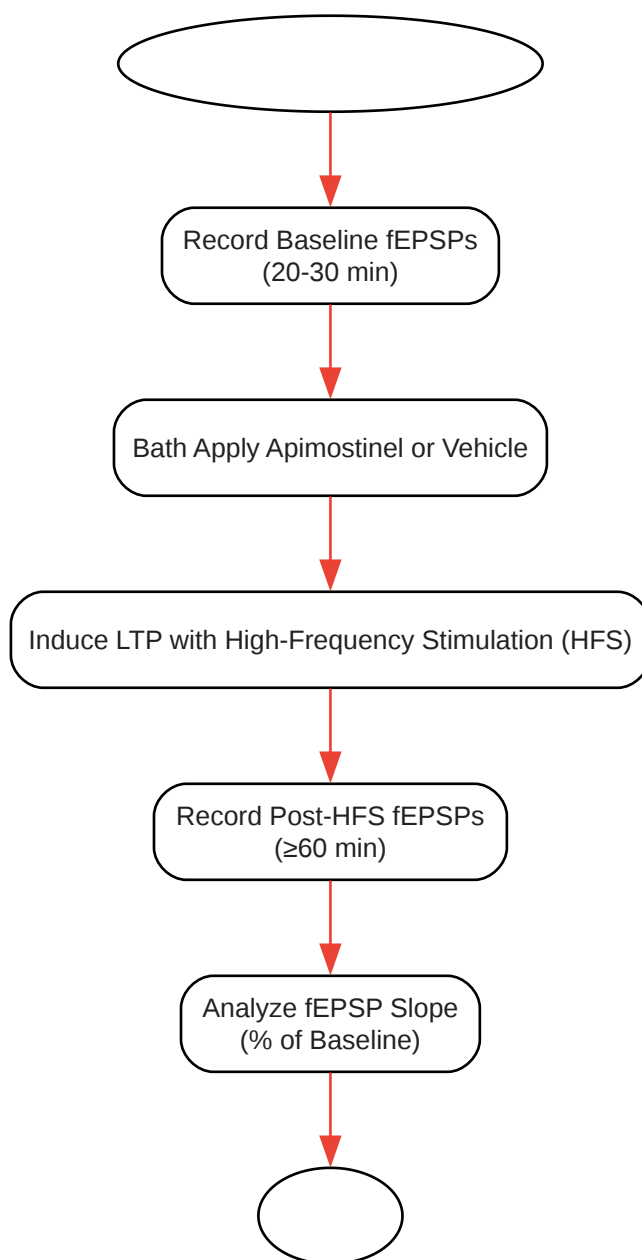 Record Baseline fEPSPs
(20-30 min)
Bath Apply Apimostinel or Vehicle
Induce LTP with High-Frequency Stimulation (HFS)
Record Post-HFS fEPSPs
(≥60 min)
Analyze fEPSP Slope
(% of Baseline)